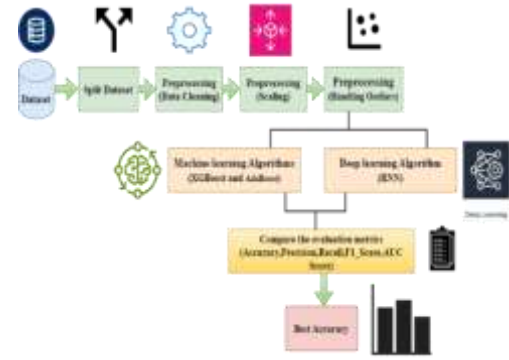 Dataset
Split Dataset
Preprocessing
(Data Cleaning)
Preprocessing
(Scaling)
Preprocessing
(Handling Outliers)
Machine learning Algorithms
(XGBoost and Adaboost)
Deep learning Algorithm
(RNN)
Deep Learning
Compare the evaluation metrics
(Accuracy,Precision,Recall,F1_Score,AUC
Score)
Best Accuracy